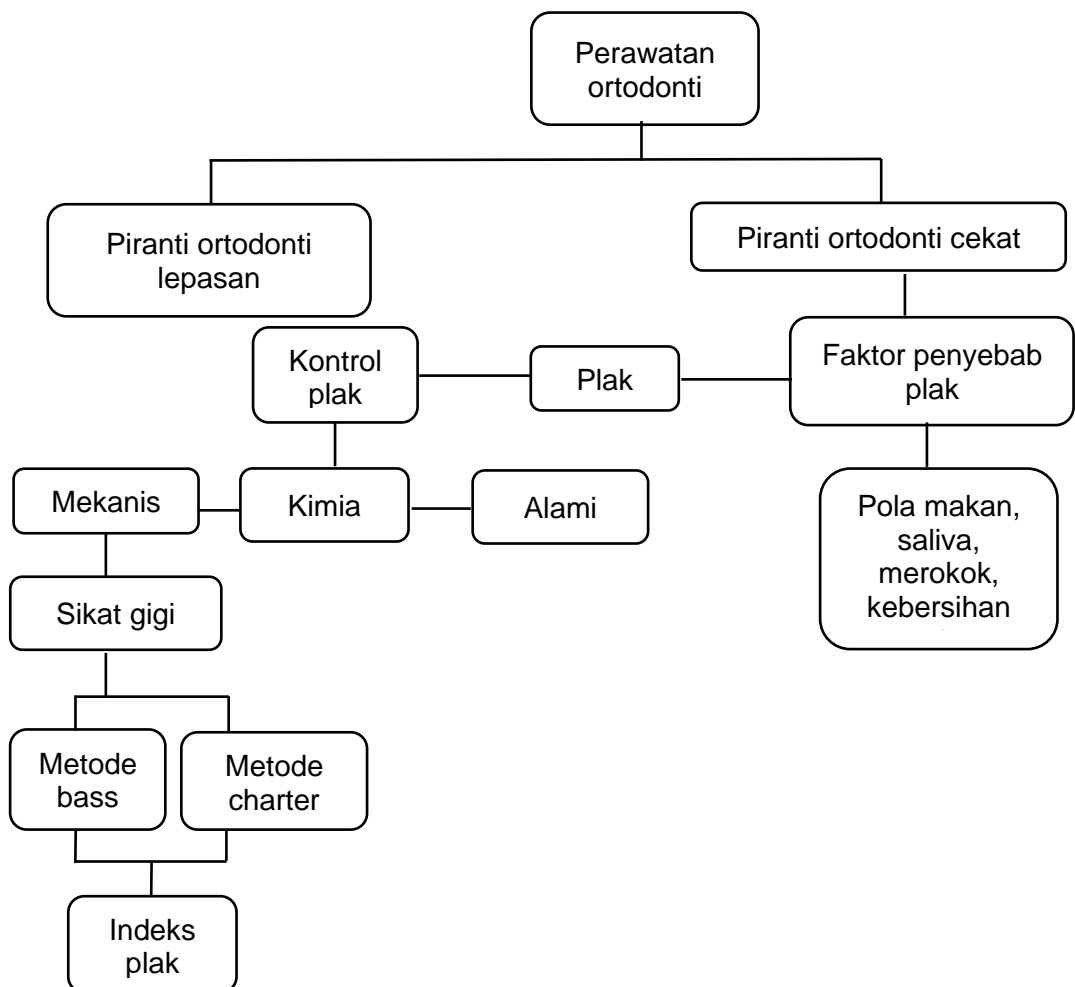 Perawatan
ortodonti
Piranti ortodonti
lepasan
Piranti ortodonti cekat
Kontrol
plak
Plak
Faktor penyebab
plak
Mekanis
Kimia
Alami
Pola makan,
saliva,
merokok,
kebersihan
Sikat gigi
Metode
bass
Metode
charter
Indeks
plak